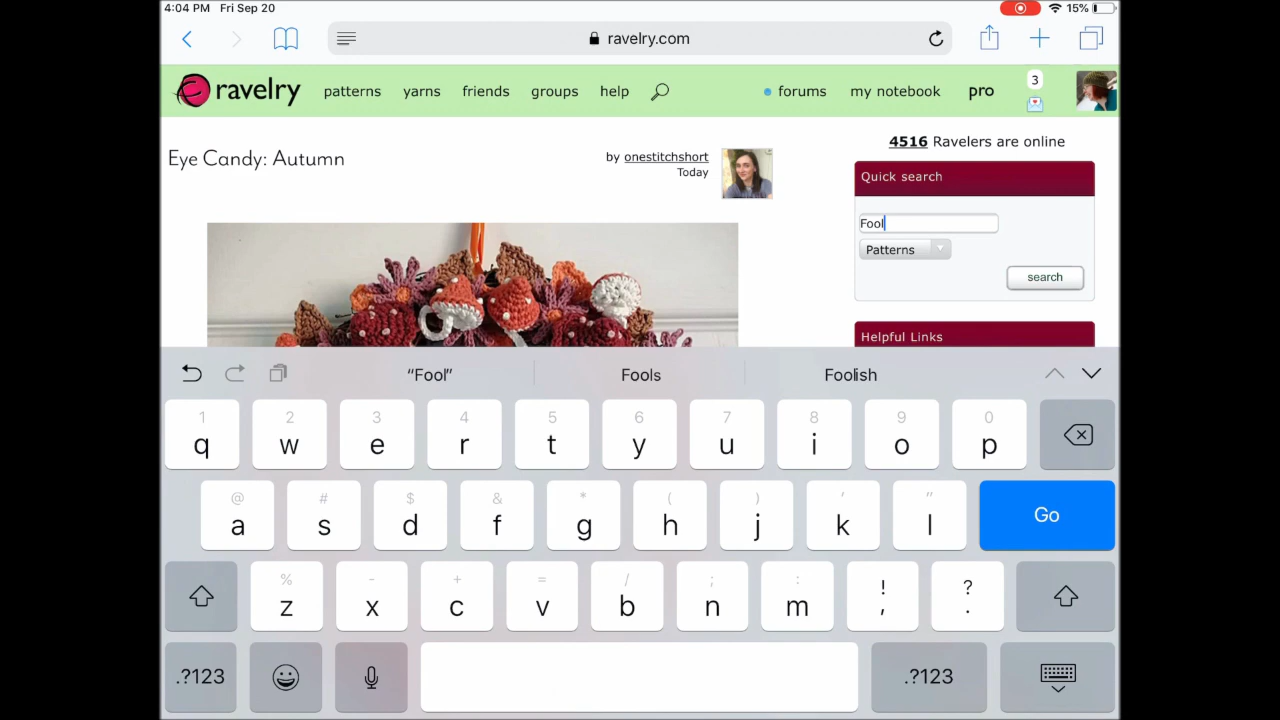 4:04 PM Fri Sep 20 15%
ravelry.com
ravelry patterns yarns friends groups help forums my notebook pro 3
4516 Ravelers are online
Eye Candy: Autumn
by onestitchshort
Today
Quick search
Fool
Patterns
search
Helpful Links
“Fool” Fools Foolish
1 2 3 4 5 6 7 8 9 0
q w e r t y u i o p
@ # $ & * ( ) ' "
a s d f g h j k l Go
% - + = / ; : ! ?
z x c v b n m , .
.?123 .?123